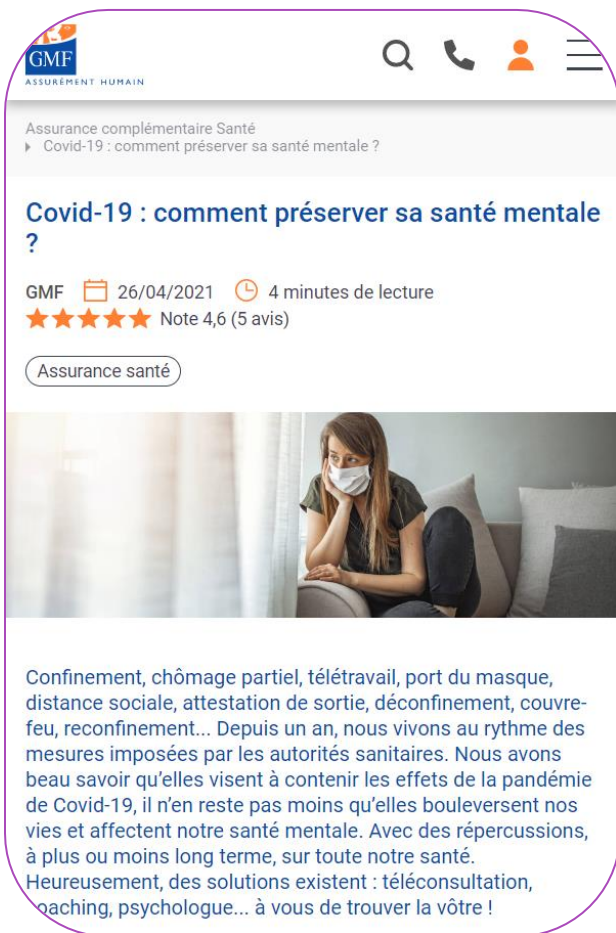 GMF
ASSURÉMENT HUMAIN
Assurance complémentaire Santé
Covid-19 : comment préserver sa santé mentale ?
Covid-19 : comment préserver sa santé mentale
?
GMF 26/04/2021 4 minutes de lecture
Note 4,6 (5 avis)
Assurance santé
Confinement, chômage partiel, télétravail, port du masque,
distance sociale, attestation de sortie, déconfinement, couvre-
feu, reconfinement... Depuis un an, nous vivons au rythme des
mesures imposées par les autorités sanitaires. Nous avons
beau savoir qu'elles visent à contenir les effets de la pandémie
de Covid-19, il n'en reste pas moins qu'elles bouleversent nos
vies et affectent notre santé mentale. Avec des répercussions,
à plus ou moins long terme, sur toute notre santé.
Heureusement, des solutions existent : téléconsultation,
coaching, psychologue... à vous de trouver la vôtre !